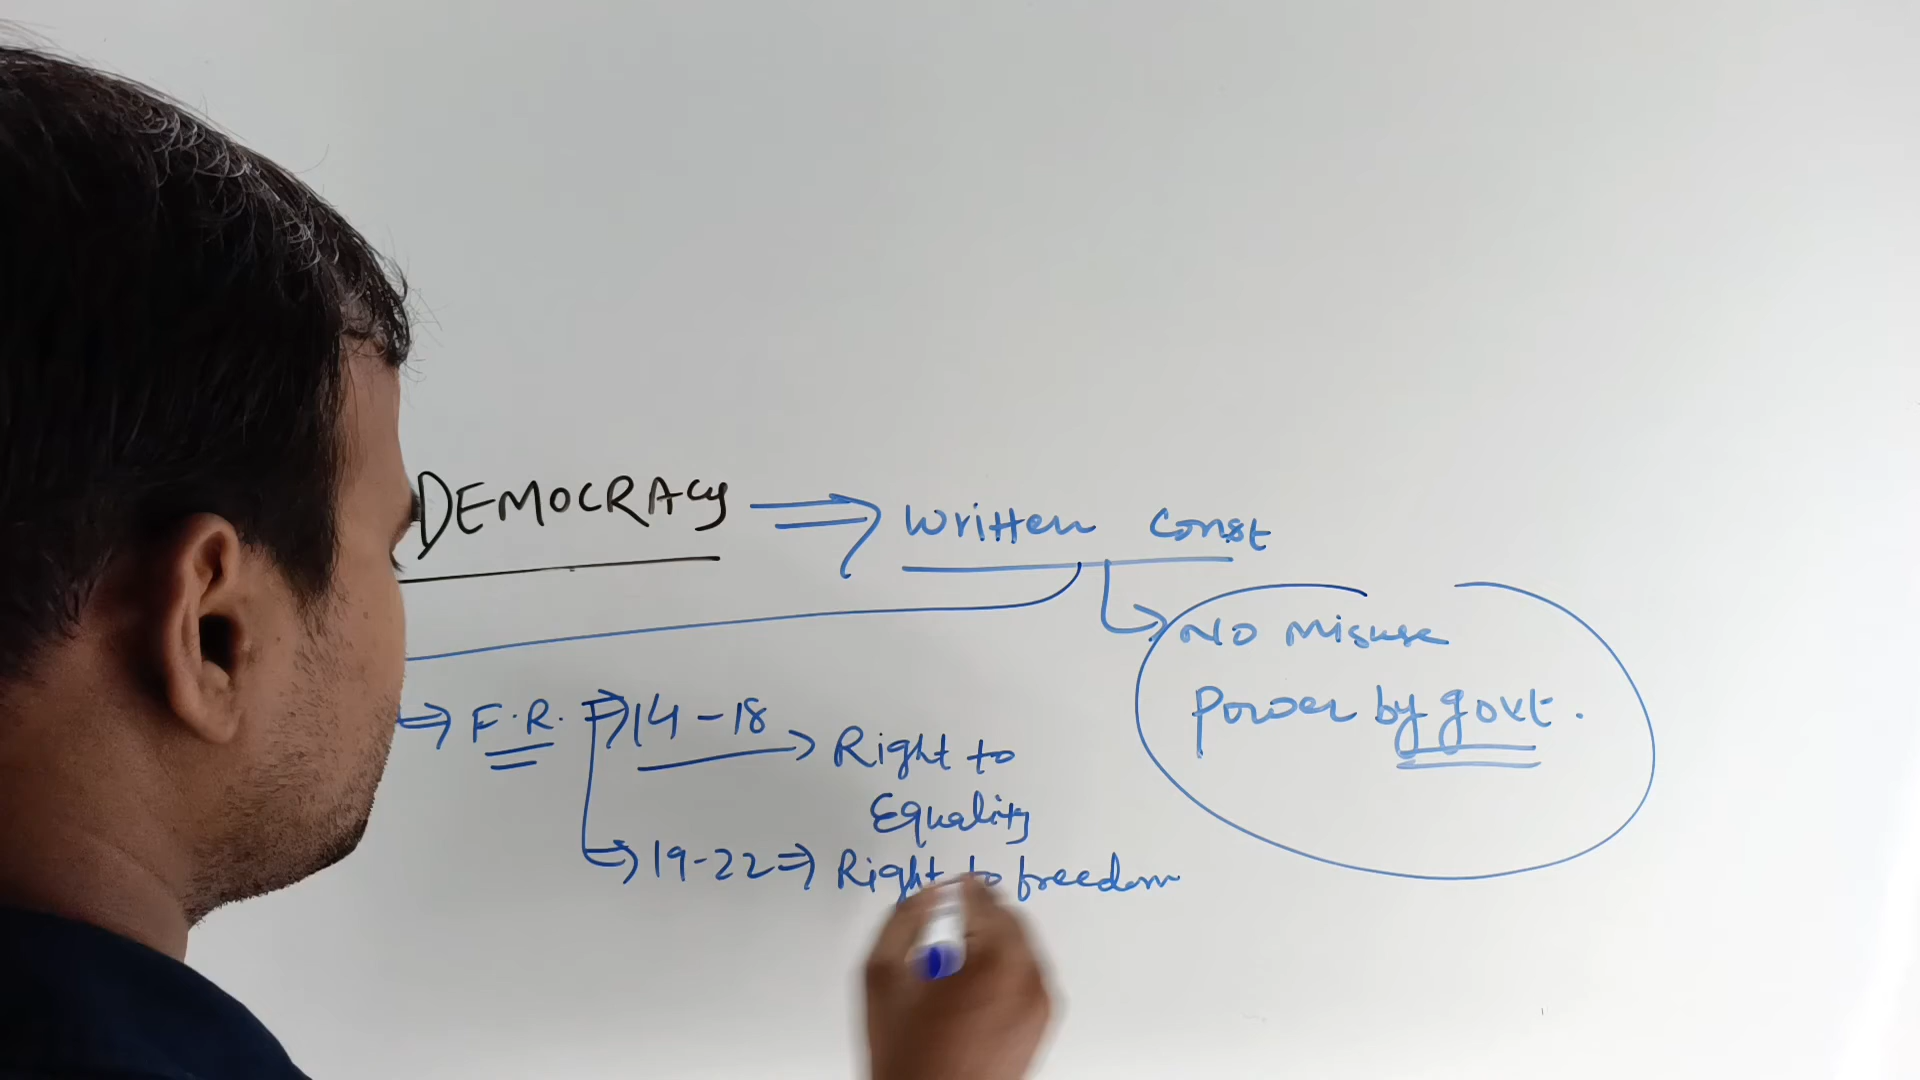 DEMOCRACY ⇒ Written Const
No Misuse
Power by govt.
⇒ F.R. ⇒ 14-18 → Right to
Equality
⇒ 19-22 ⇒ Right to freedom